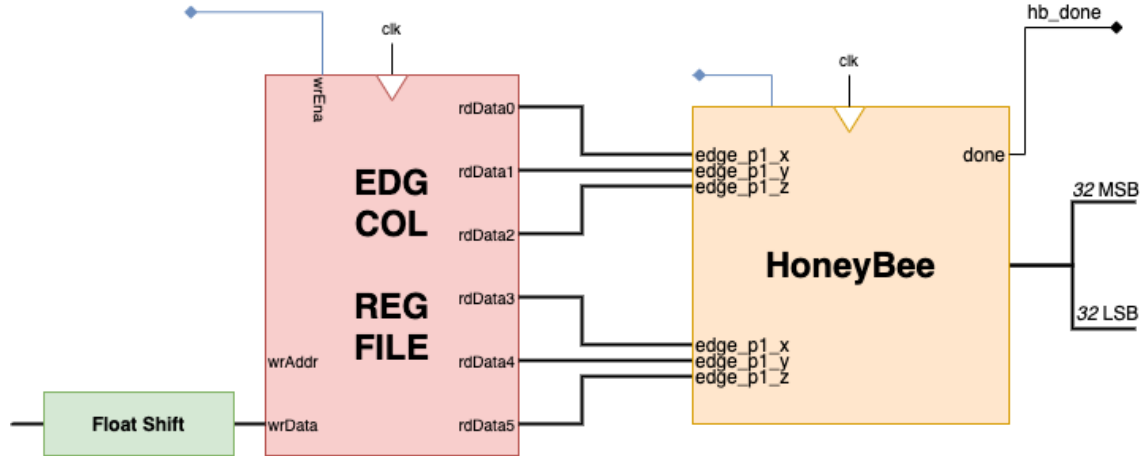 hb_done
clk
clk
wrEna
rdData0
edge_p1_x
done
rdData1
edge_p1_y
edge_p1_z
EDG
COL
32 MSB
rdData2
HoneyBee
REG
FILE
rdData3
32 LSB
edge_p1_x
wrAddr
rdData4
edge_p1_y
edge_p1_z
Float Shift
wrData
rdData5